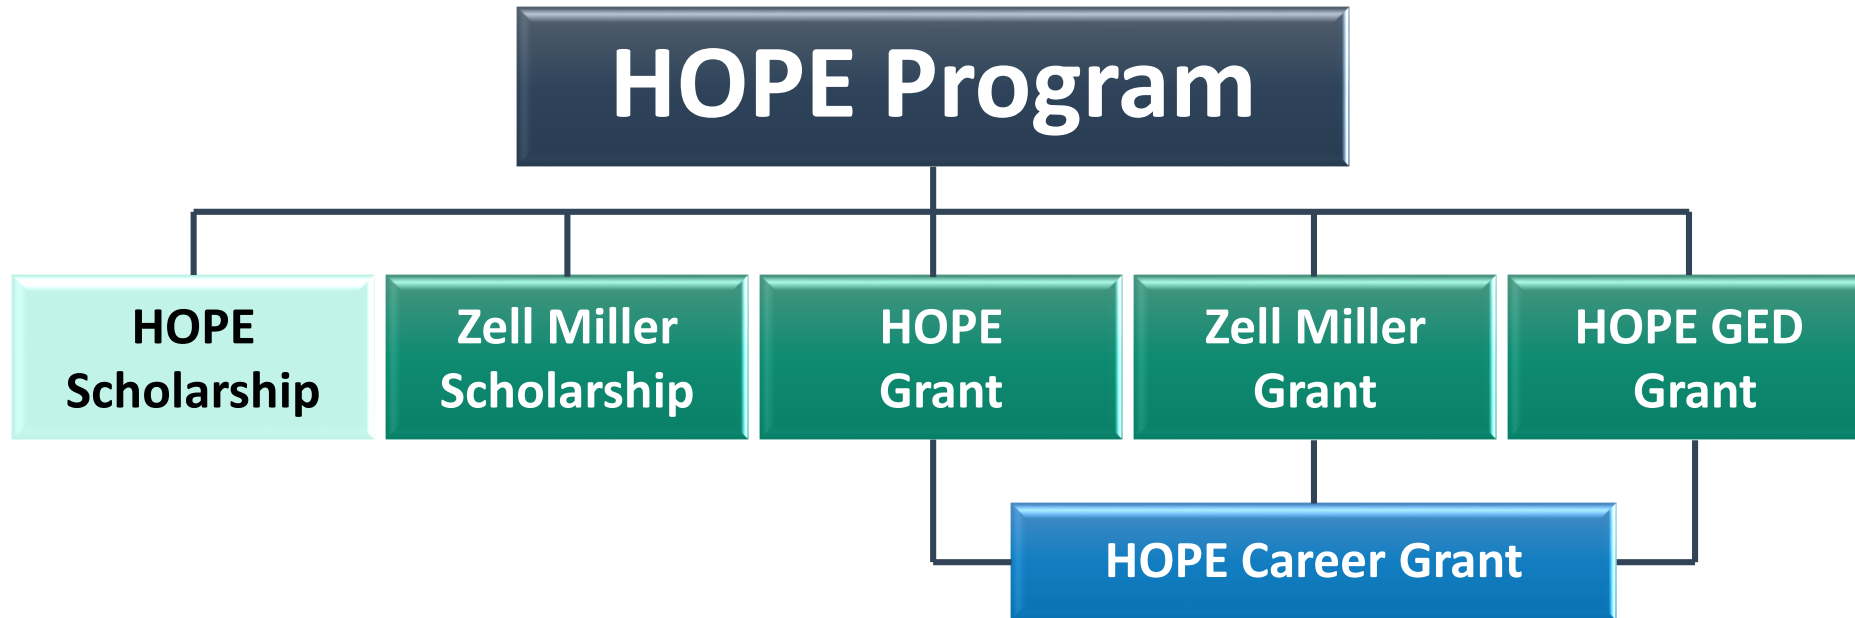 HOPE Program
HOPE
Scholarship
Zell Miller
Scholarship
HOPE
Grant
Zell Miller
Grant
HOPE GED
Grant
HOPE Career Grant